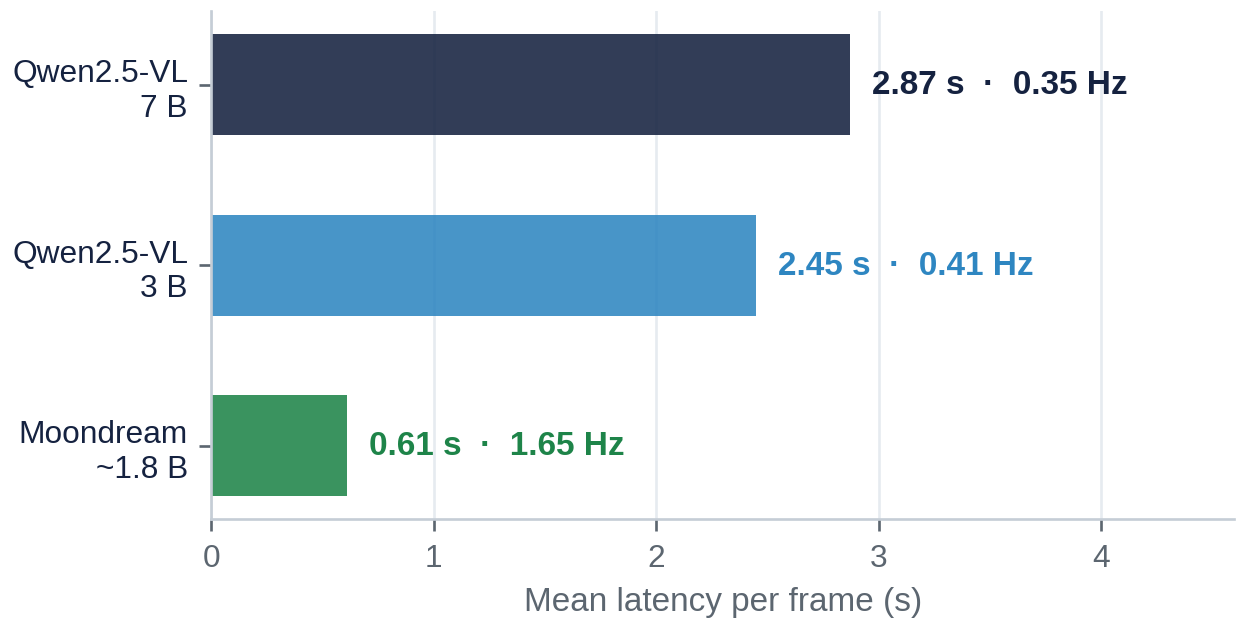 Qwen2.5-VL
7 B
2.87 s · 0.35 Hz
Qwen2.5-VL
3 B
2.45 s · 0.41 Hz
Moondream
~1.8 B
0.61 s · 1.65 Hz
0 1 2 3 4
Mean latency per frame (s)